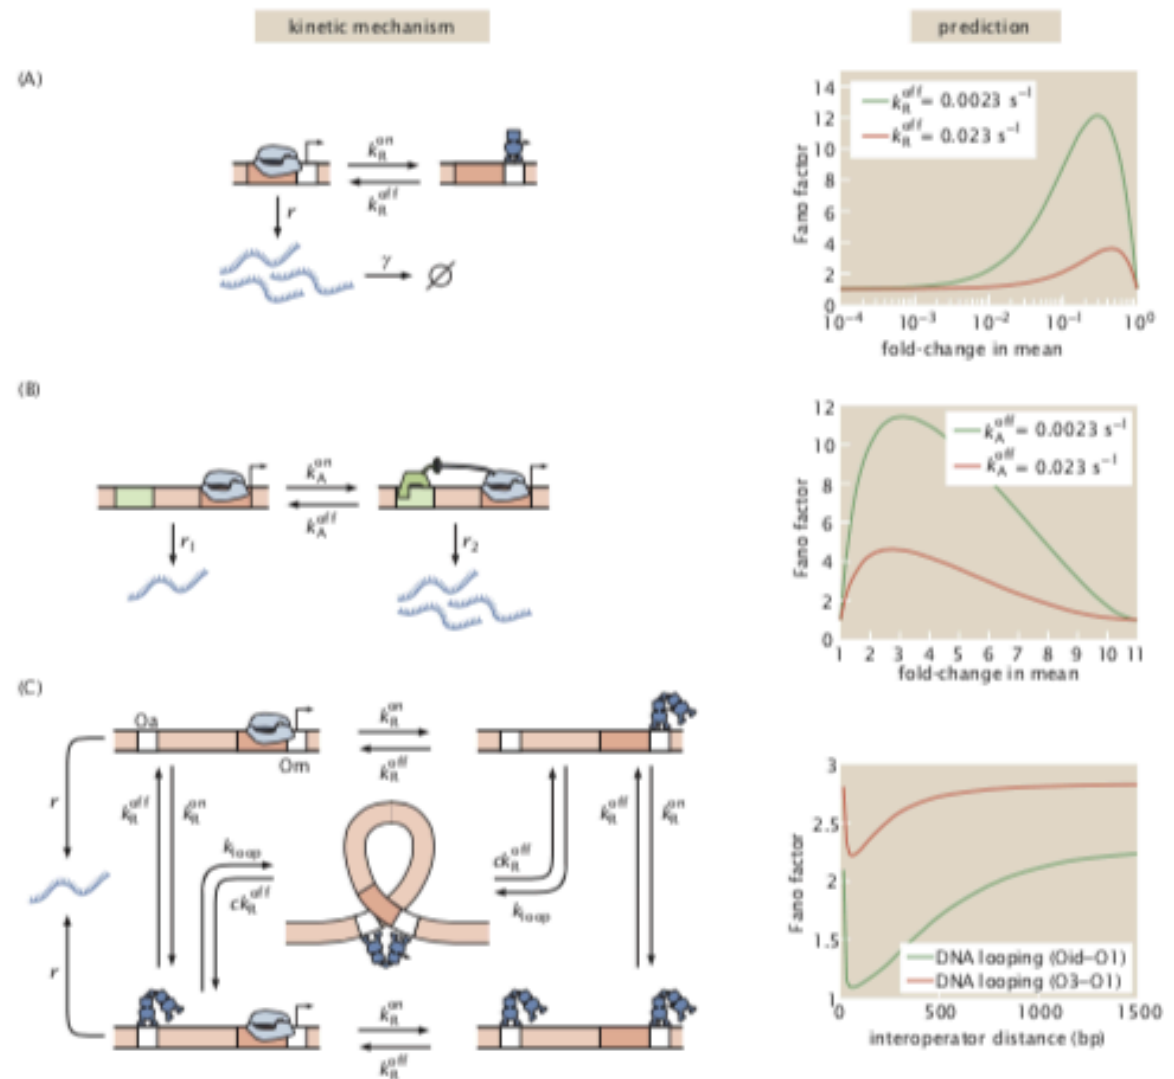 kinetic mechanism
prediction
(A)
k_R^on
k_R^off
r
γ
∅
14
12
10
8
6
4
2
0
Fano factor
k_R^off = 0.0023 s⁻¹
k_R^off = 0.023 s⁻¹
10⁻⁴ 10⁻³ 10⁻² 10⁻¹ 10⁰
fold-change in mean
(B)
k_A^on
k_A^off
r₁
r₂
12
10
8
6
4
2
0
Fano factor
k_A^off = 0.0023 s⁻¹
k_A^off = 0.023 s⁻¹
1 2 3 4 5 6 7 8 9 10 11
fold-change in mean
(C)
Oa
Om
k_R^on
k_R^off
r
k_R^off
k_R^on
k_loop
ck_R^off
ck_R^off
k_loop
k_R^off
k_R^on
r
k_R^on
k_R^off
3
2.5
2
1.5
1
Fano factor
DNA looping (Oid–O1)
DNA looping (O3–O1)
0 500 1000 1500
interoperator distance (bp)